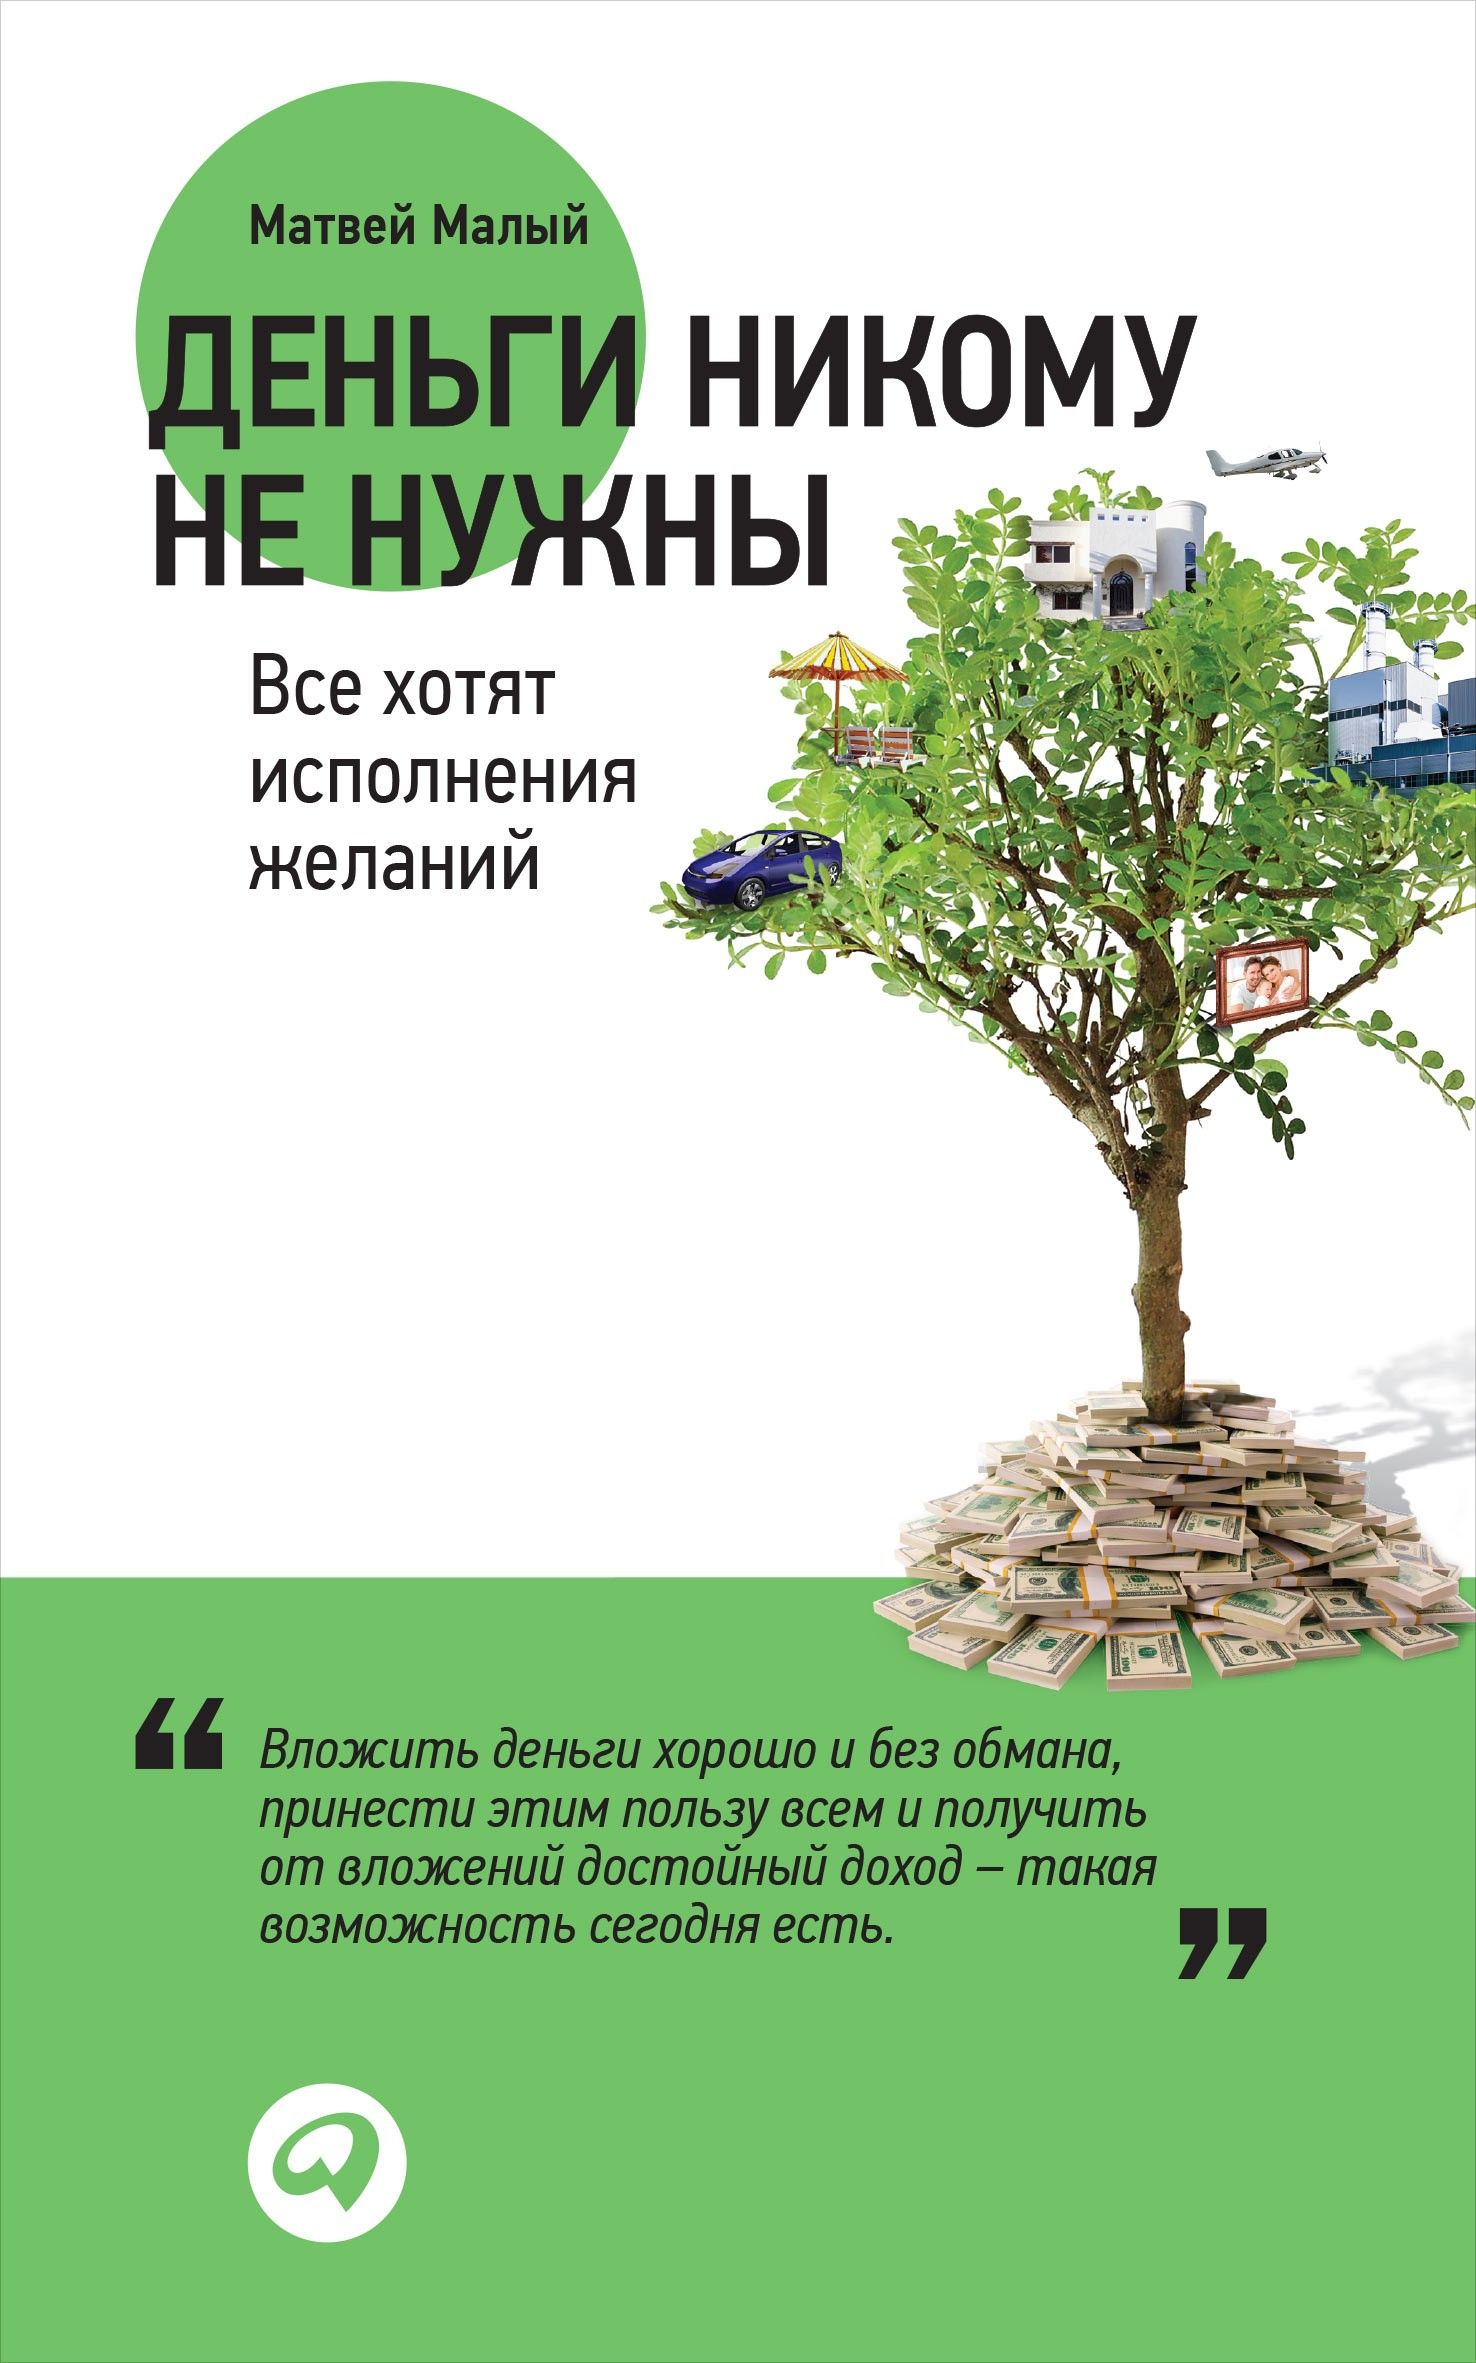 Матвей Малый
ДЕНЬГИ НИКОМУ
НЕ НУЖНЫ
Все хотят
исполнения
желаний
“Вложить деньги хорошо и без обмана,
принести этим пользу всем и получить
от вложений достойный доход – такая
возможность сегодня есть.”